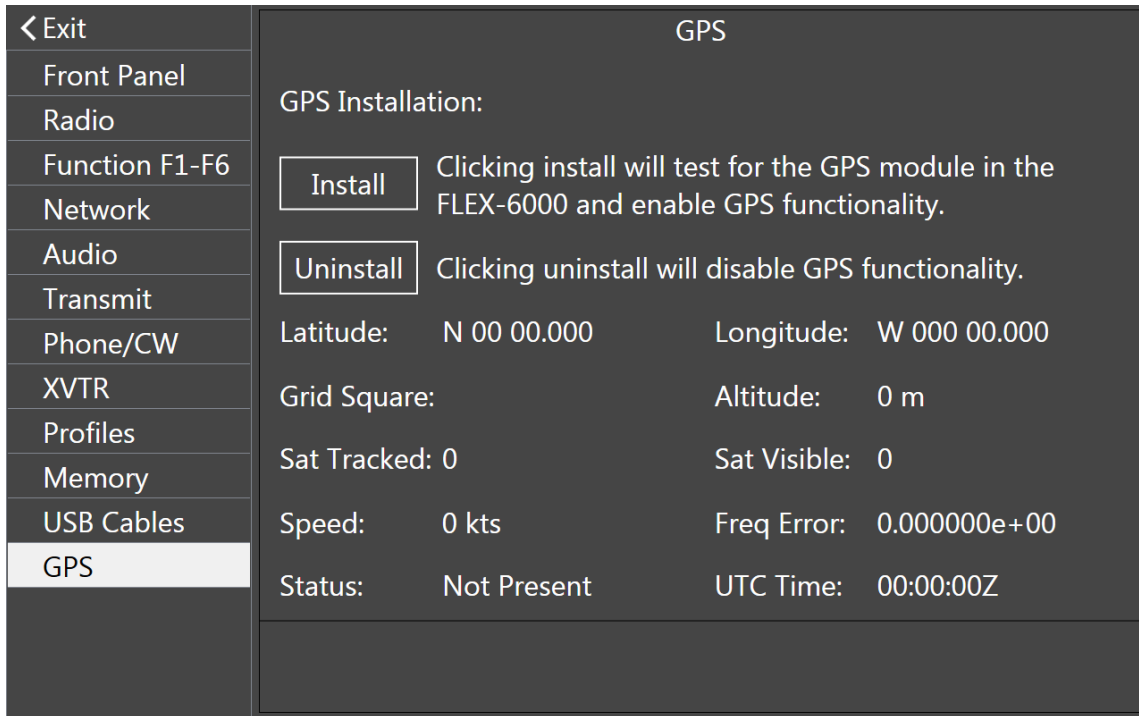 Exit
Front Panel
Radio
Function F1-F6
Network
Audio
Transmit
Phone/CW
XVTR
Profiles
Memory
USB Cables
GPS
GPS
GPS Installation:
Install
Clicking install will test for the GPS module in the
FLEX-6000 and enable GPS functionality.
Uninstall
Clicking uninstall will disable GPS functionality.
Latitude: N 00 00.000 Longitude: W 000 00.000
Grid Square: Altitude: 0 m
Sat Tracked: 0 Sat Visible: 0
Speed: 0 kts Freq Error: 0.000000e+00
Status: Not Present UTC Time: 00:00:00Z